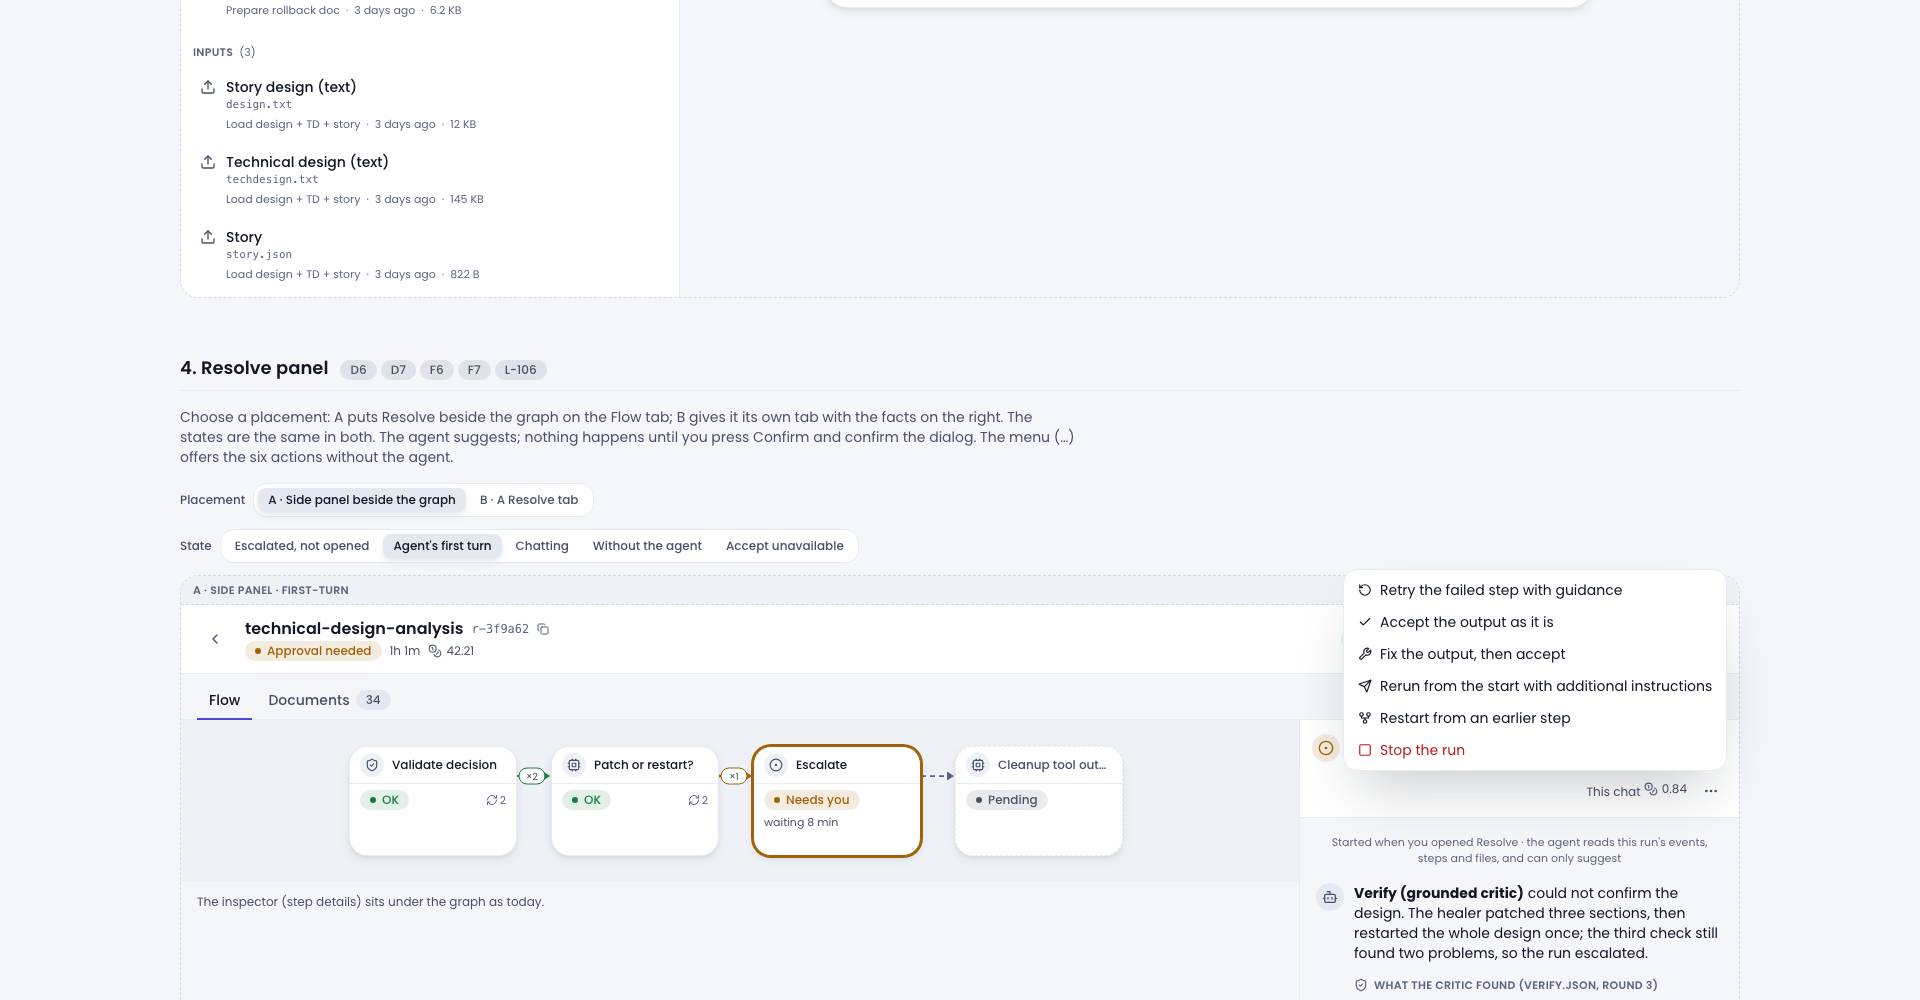 Prepare rollback doc · 3 days ago · 6.2 KB
INPUTS (3)
Story design (text)
design.txt
Load design + TD + story · 3 days ago · 12 KB
Technical design (text)
techdesign.txt
Load design + TD + story · 3 days ago · 145 KB
Story
story.json
Load design + TD + story · 3 days ago · 822 B
4. Resolve panel D6 D7 F6 F7 L-106
Choose a placement: A puts Resolve beside the graph on the Flow tab; B gives it its own tab with the facts on the right. The
states are the same in both. The agent suggests; nothing happens until you press Confirm and confirm the dialog. The menu (…)
offers the six actions without the agent.
Placement A · Side panel beside the graph B · A Resolve tab
State Escalated, not opened Agent's first turn Chatting Without the agent Accept unavailable
A · SIDE PANEL · FIRST-TURN
technical-design-analysis r-3f9a62
Approval needed 1h 1m 42.21
Flow Documents 34
Retry the failed step with guidance
Accept the output as it is
Fix the output, then accept
Rerun from the start with additional instructions
Restart from an earlier step
Stop the run
Validate decision
OK 2
×2
Patch or restart?
OK 2
×1
Escalate
Needs you
waiting 8 min
Cleanup tool out…
Pending
The inspector (step details) sits under the graph as today.
This chat 0.84
Started when you opened Resolve · the agent reads this run's events,
steps and files, and can only suggest
Verify (grounded critic) could not confirm the
design. The healer patched three sections, then
restarted the whole design once; the third check still
found two problems, so the run escalated.
WHAT THE CRITIC FOUND (VERIFY.JSON, ROUND 3)